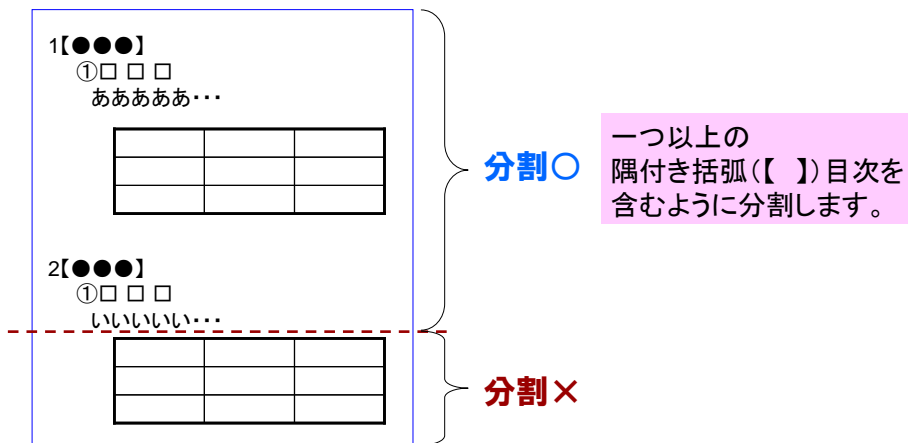 1【●●●】
①□ □ □
あああああ・・・
分割○
一つ以上の
隅付き括弧(【 】)目次を
含むように分割します。
2【●●●】
①□ □ □
いいいいい・・・
分割×